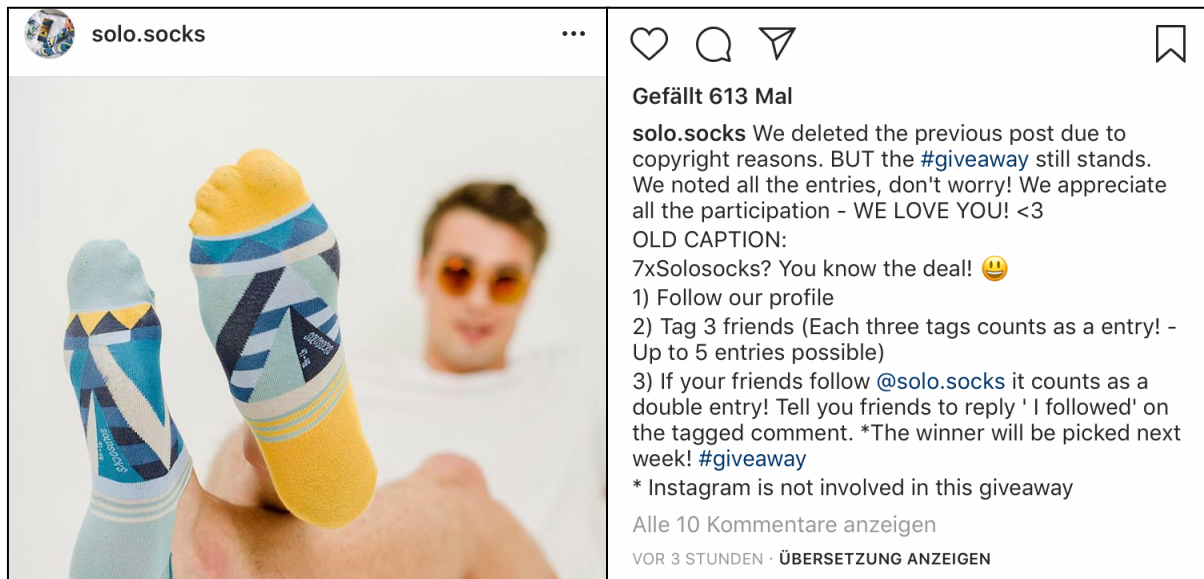 solo.socks
Gefällt 613 Mal
solo.socks We deleted the previous post due to
copyright reasons. BUT the #giveaway still stands.
We noted all the entries, don't worry! We appreciate
all the participation - WE LOVE YOU! <3
OLD CAPTION:
7xSolosocks? You know the deal! 😃
1) Follow our profile
2) Tag 3 friends (Each three tags counts as a entry! -
Up to 5 entries possible)
3) If your friends follow @solo.socks it counts as a
double entry! Tell you friends to reply ' I followed' on
the tagged comment. *The winner will be picked next
week! #giveaway
* Instagram is not involved in this giveaway
Alle 10 Kommentare anzeigen
VOR 3 STUNDEN · ÜBERSETZUNG ANZEIGEN